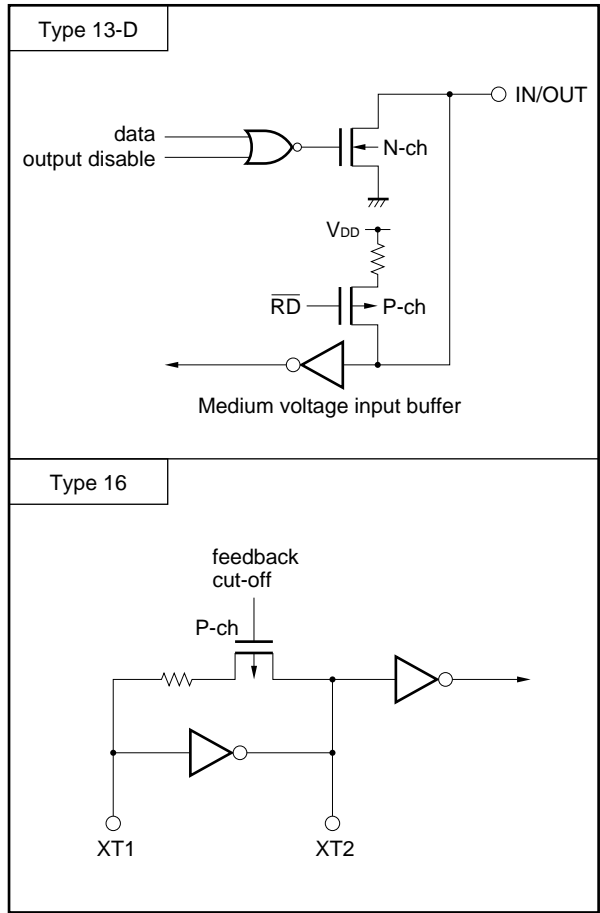 Type 13-D
IN/OUT
data
output disable
N-ch
VDD
RD
P-ch
Medium voltage input buffer
Type 16
feedback
cut-off
P-ch
XT1
XT2